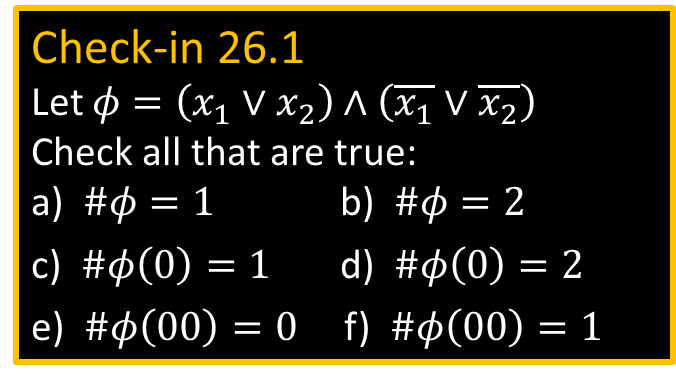 Check-in 26.1
Let ϕ = (x₁ ∨ x₂) ∧ (x̅₁ ∨ x̅₂)
Check all that are true:
a) #ϕ = 1 b) #ϕ = 2
c) #ϕ(0) = 1 d) #ϕ(0) = 2
e) #ϕ(00) = 0 f) #ϕ(00) = 1